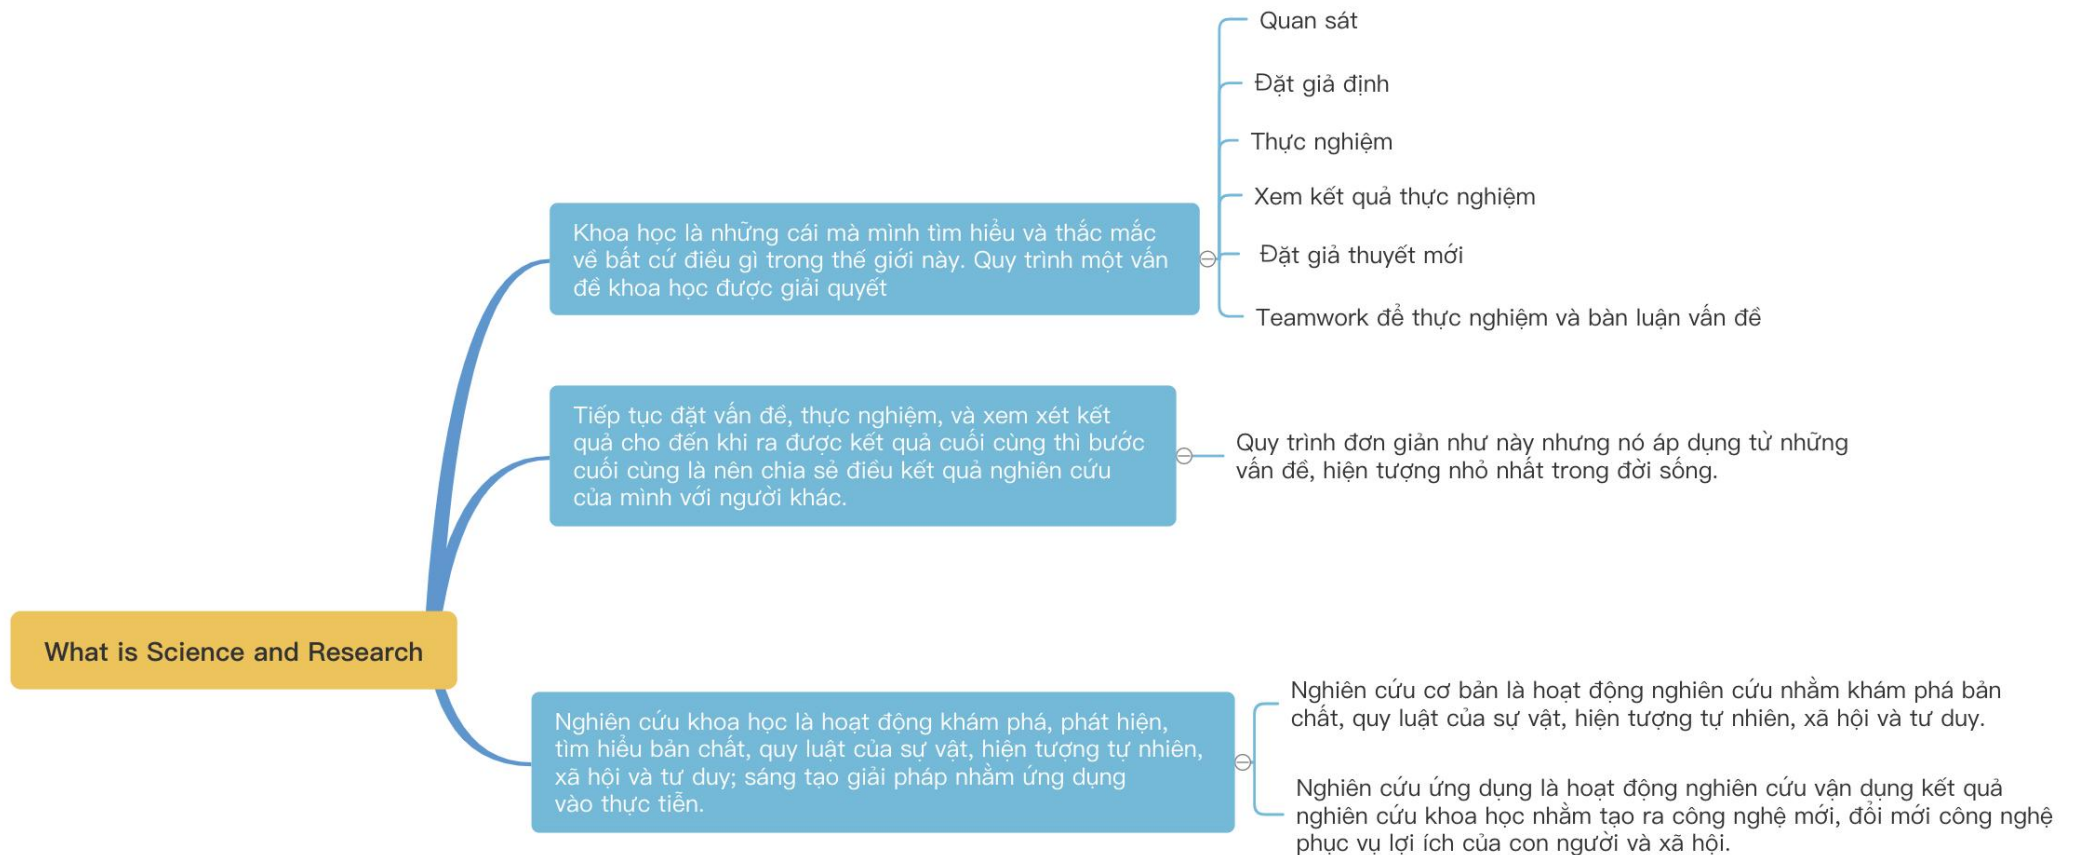 What is Science and Research
Khoa học là những cái mà mình tìm hiểu và thắc mắc
về bất cứ điều gì trong thế giới này. Quy trình một vấn
đề khoa học được giải quyết
Quan sát
Đặt giả định
Thực nghiệm
Xem kết quả thực nghiệm
Đặt giả thuyết mới
Teamwork để thực nghiệm và bàn luận vấn đề
Tiếp tục đặt vấn đề, thực nghiệm, và xem xét kết
quả cho đến khi ra được kết quả cuối cùng thì bước
cuối cùng là nên chia sẻ điều kết quả nghiên cứu
của mình với người khác.
Quy trình đơn giản như này nhưng nó áp dụng từ những
vấn đề, hiện tượng nhỏ nhất trong đời sống.
Nghiên cứu khoa học là hoạt động khám phá, phát hiện,
tìm hiểu bản chất, quy luật của sự vật, hiện tượng tự nhiên,
xã hội và tư duy; sáng tạo giải pháp nhằm ứng dụng
vào thực tiễn.
Nghiên cứu cơ bản là hoạt động nghiên cứu nhằm khám phá bản
chất, quy luật của sự vật, hiện tượng tự nhiên, xã hội và tư duy.
Nghiên cứu ứng dụng là hoạt động nghiên cứu vận dụng kết quả
nghiên cứu khoa học nhằm tạo ra công nghệ mới, đổi mới công nghệ
phục vụ lợi ích của con người và xã hội.